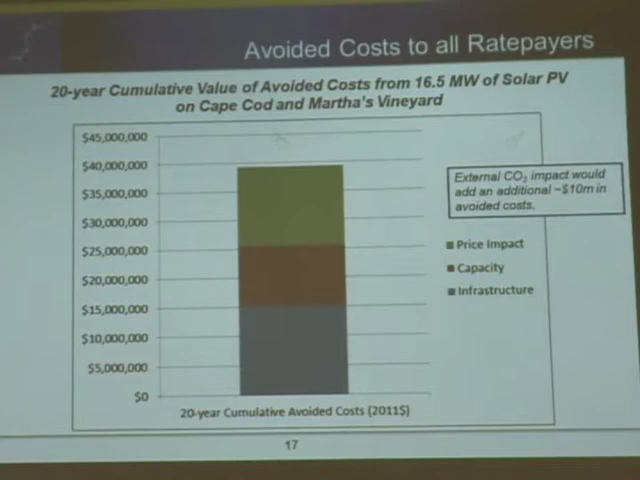 Avoided Costs to all Ratepayers
20-year Cumulative Value of Avoided Costs from 16.5 MW of Solar PV
on Cape Cod and Martha's Vineyard
$45,000,000
$40,000,000
$35,000,000
$30,000,000
$25,000,000
$20,000,000
$15,000,000
$10,000,000
$5,000,000
$0
External CO₂ impact would
add an additional ~$10m in
avoided costs.
Price Impact
Capacity
Infrastructure
20-year Cumulative Avoided Costs (2011$)
17